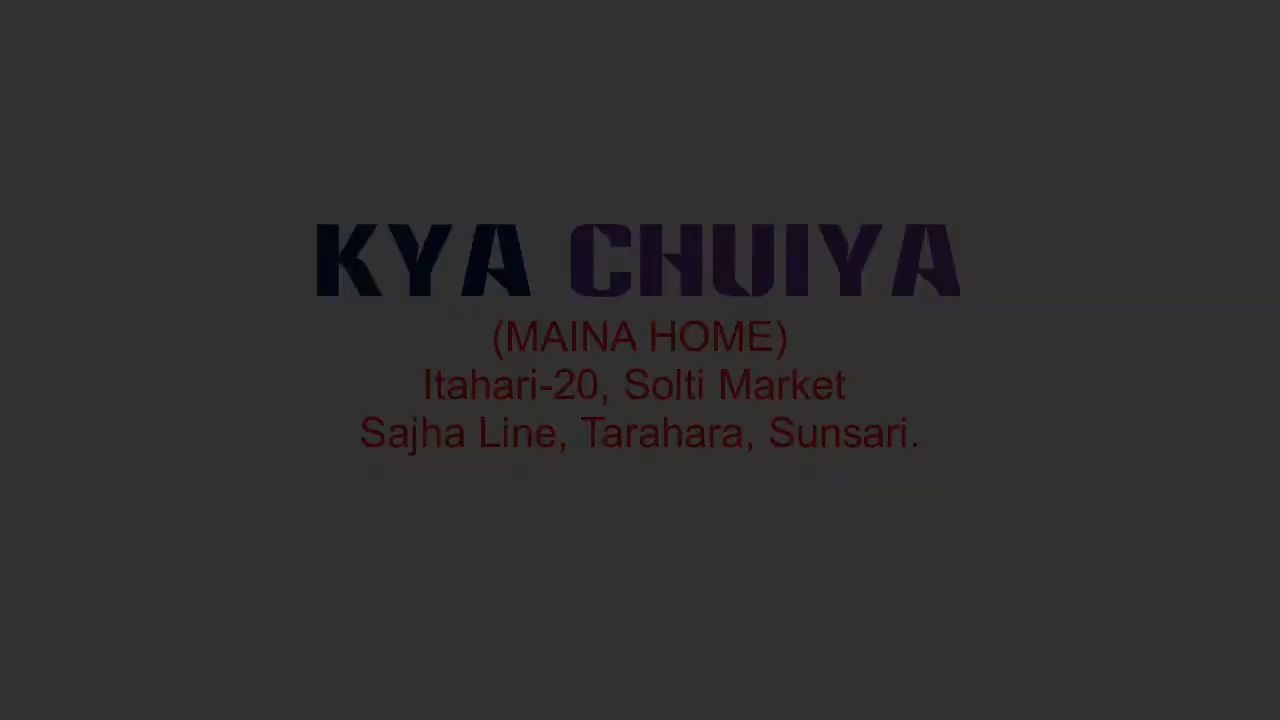 KYA CHUIYA
(MAINA HOME)
Itahari-20, Solti Market
Sajha Line, Tarahara, Sunsari.